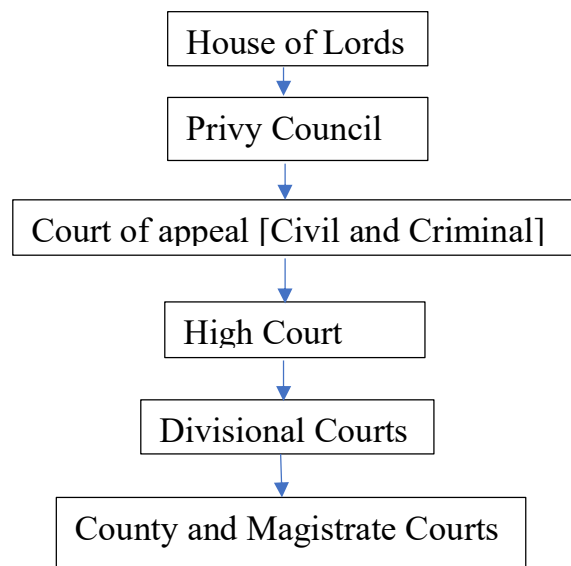 House of Lords
Privy Council
Court of appeal [Civil and Criminal]
High Court
Divisional Courts
County and Magistrate Courts